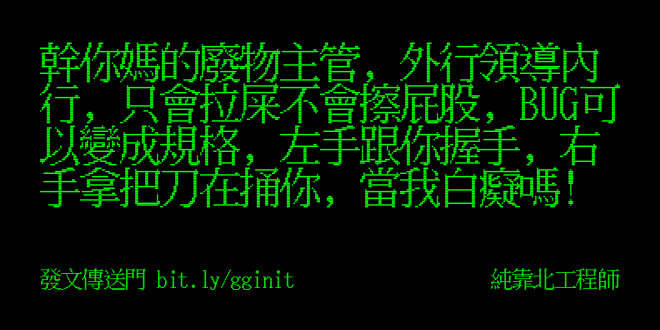 幹你媽的廢物主管，外行領導內
行，只會拉屎不會擦屁股，BUG可
以變成規格，左手跟你握手，右
手拿把刀在捅你，當我白癡嗎!
發文傳送門 bit.ly/gginit
純靠北工程師